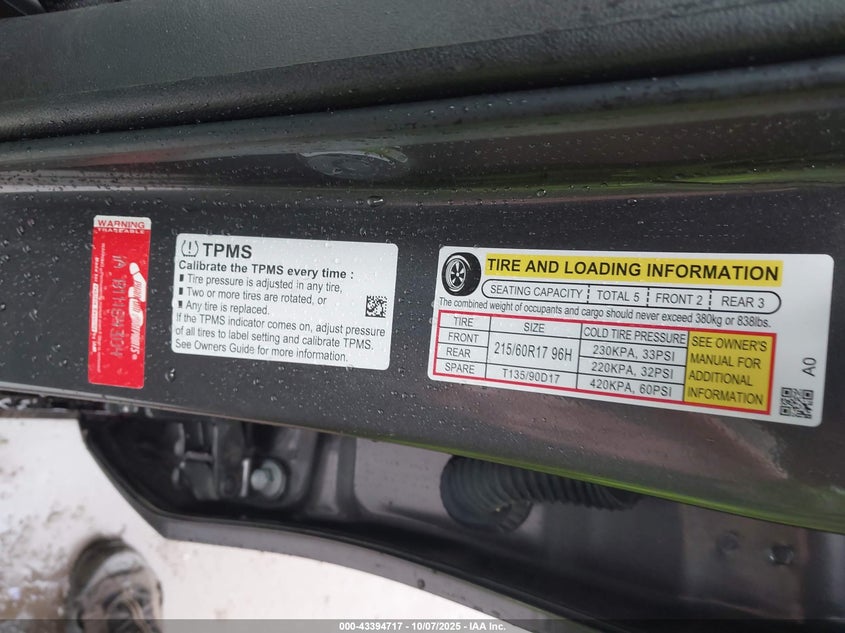 WARNING
TRACEABLE
TPMS
Calibrate the TPMS every time :
• Tire pressure is adjusted in any tire,
• Two or more tires are rotated, or
• Any tire is replaced.
If the TPMS indicator comes on, adjust pressure
of all tires to label setting and calibrate TPMS.
See Owners Guide for more information.
TIRE AND LOADING INFORMATION
SEATING CAPACITY TOTAL 5 FRONT 2 REAR 3
The combined weight of occupants and cargo should never exceed 380kg or 838lbs.
TIRE SIZE COLD TIRE PRESSURE
FRONT 215/60R17 96H 230KPA, 33PSI
REAR 220KPA, 32PSI
SPARE T135/90D17 420KPA, 60PSI
SEE OWNER'S
MANUAL FOR
ADDITIONAL
INFORMATION
A0
000-43394717 - 10/07/2025 - IAA Inc.